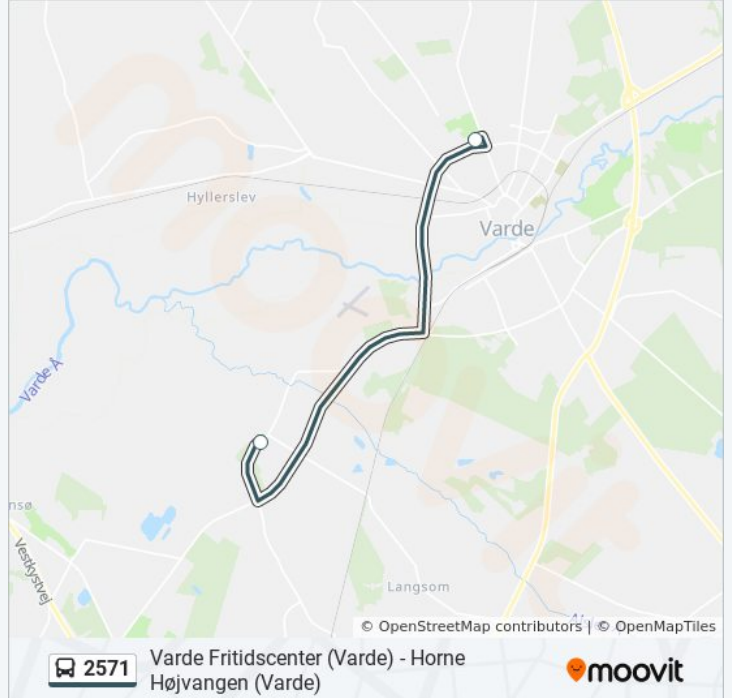 Hyllerslev
Varde
Varde Å
nsø
Vestkystvej
Langsom
© OpenStreetMap contributors | © OpenMapTiles
2571
Varde Fritidscenter (Varde) - Horne
Højvangen (Varde)
moovit